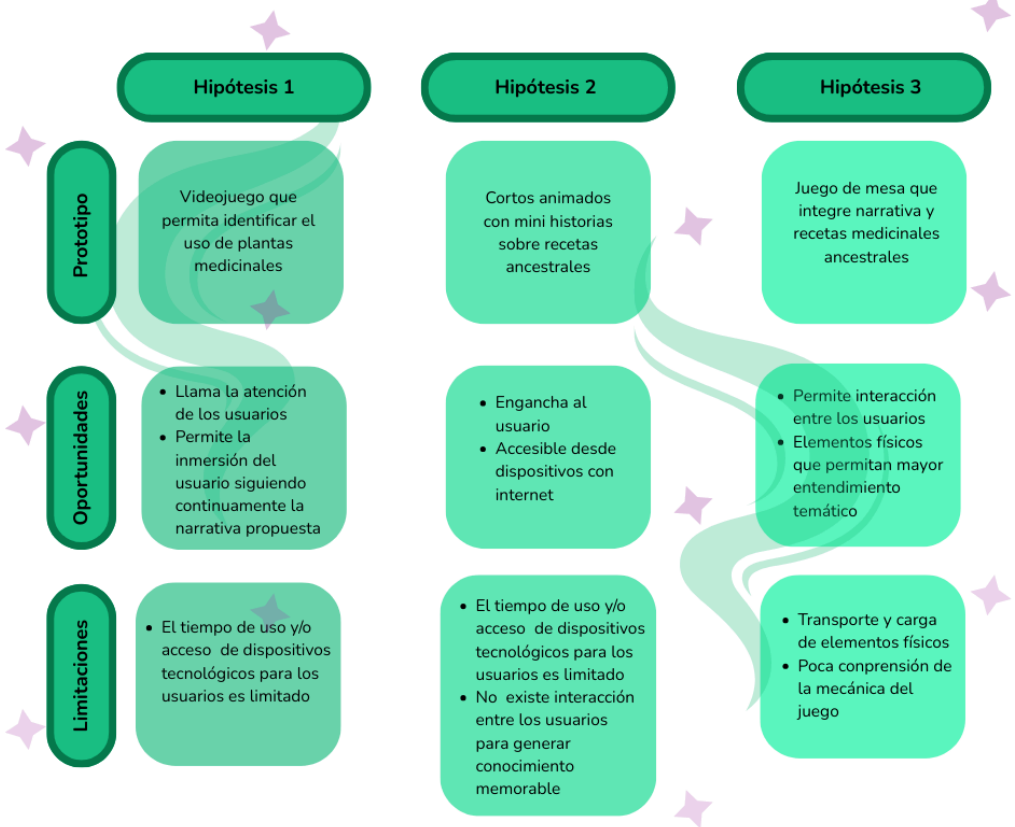 Hipótesis 1
Hipótesis 2
Hipótesis 3
Prototipo
Videojuego que
permita identificar el
uso de plantas
medicinales
Cortos animados
con mini historias
sobre recetas
ancestrales
Juego de mesa que
integre narrativa y
recetas medicinales
ancestrales
Oportunidades
• Llama la atención
de los usuarios
• Permite la
inmersión del
usuario siguiendo
continuamente la
narrativa propuesta
• Engancha al
usuario
• Accesible desde
dispositivos con
internet
• Permite interacción
entre los usuarios
• Elementos físicos
que permitan mayor
entendimiento
temático
Limitaciones
• El tiempo de uso y/o
acceso de dispositivos
tecnológicos para los
usuarios es limitado
• El tiempo de uso y/o
acceso de dispositivos
tecnológicos para los
usuarios es limitado
• No existe interacción
entre los usuarios
para generar
conocimiento
memorable
• Transporte y carga
de elementos físicos
• Poca conprensión de
la mecánica del
juego